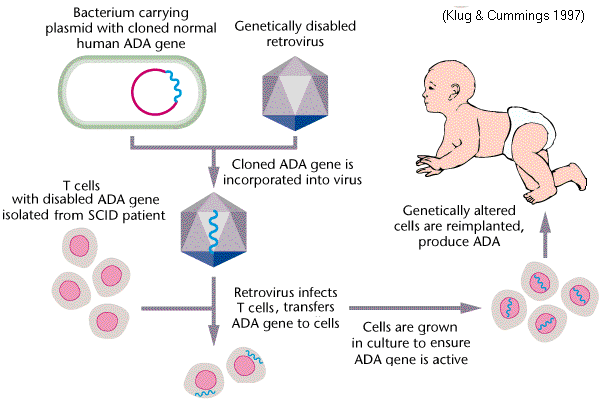 Bacterium carrying
plasmid with cloned normal
human ADA gene
Genetically disabled
retrovirus
(Klug & Cummings 1997)
Cloned ADA gene is
incorporated into virus
T cells
with disabled ADA gene
isolated from SCID patient
Genetically altered
cells are reimplanted,
produce ADA
Retrovirus infects
T cells, transfers
ADA gene to cells
Cells are grown
in culture to ensure
ADA gene is active